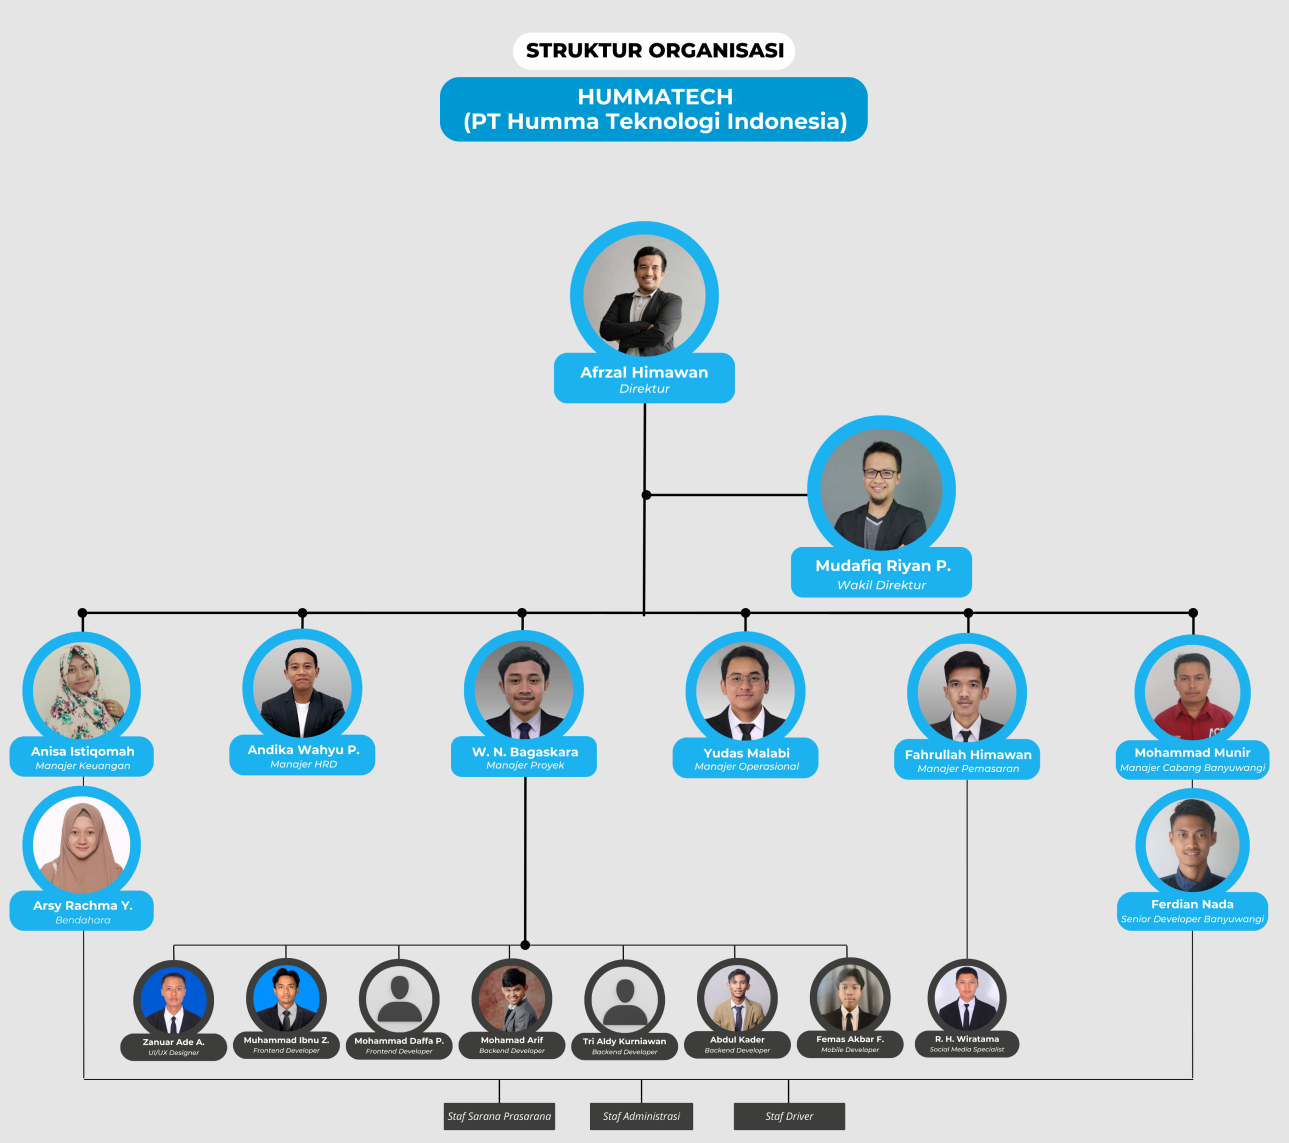 STRUKTUR ORGANISASI
HUMMATECH
(PT Humma Teknologi Indonesia)
Afrzal Himawan
Direktur
Mudafiq Riyan P.
Wakil Direktur
Anisa Istiqomah
Manajer Keuangan
Andika Wahyu P.
Manajer HRD
W. N. Bagaskara
Manajer Proyek
Yudas Malabi
Manajer Operasional
Fahrullah Himawan
Manajer Pemasaran
Mohammad Munir
Manajer Cabang Banyuwangi
Arsy Rachma Y.
Bendahara
Ferdian Nada
Senior Developer Banyuwangi
Zanuar Ade A.
UI/UX Designer
Muhammad Ibnu Z.
Frontend Developer
Mohammad Daffa P.
Frontend Developer
Mohamad Arif
Backend Developer
Tri Aldy Kurniawan
Backend Developer
Abdul Kader
Backend Developer
Femas Akbar F.
Mobile Developer
R. H. Wiratama
Social Media Specialist
Staf Sarana Prasarana
Staf Administrasi
Staf Driver